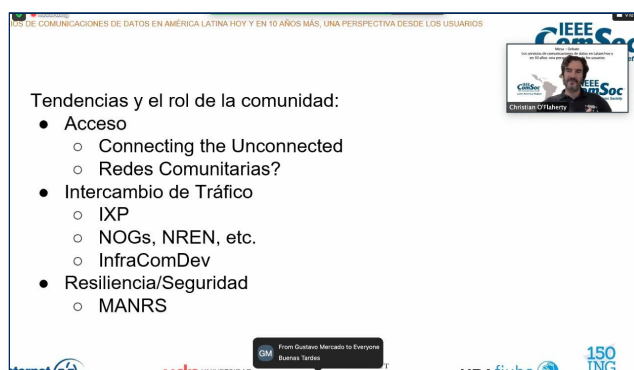 IOS DE COMUNICACIONES DE DATOS EN AMÉRICA LATINA HOY Y EN 10 AÑOS MÁS, UNA PERSPECTIVA DESDE LOS USUARIOS
IEEE
ComSoc
Mesa - Debate
Christian O'Flaherty
Tendencias y el rol de la comunidad:
● Acceso
○ Connecting the Unconnected
○ Redes Comunitarias?
● Intercambio de Tráfico
○ IXP
○ NOGs, NREN, etc.
○ InfraComDev
● Resiliencia/Seguridad
○ MANRS
GM
From Gustavo Mercado to Everyone
Buenas Tardes
150
ING